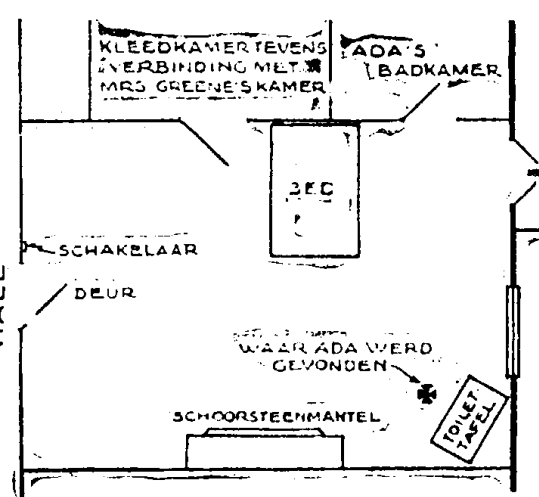 KLEEDKAMER TEVENS
VERBINDING MET
MRS GREENE'S KAMER
ADA'S
BADKAMER
BED
SCHAKELAAR
DEUR
WAAR ADA WERD
GEVONDEN
SCHOORSTEENMANTEL
TOILET
TAFEL